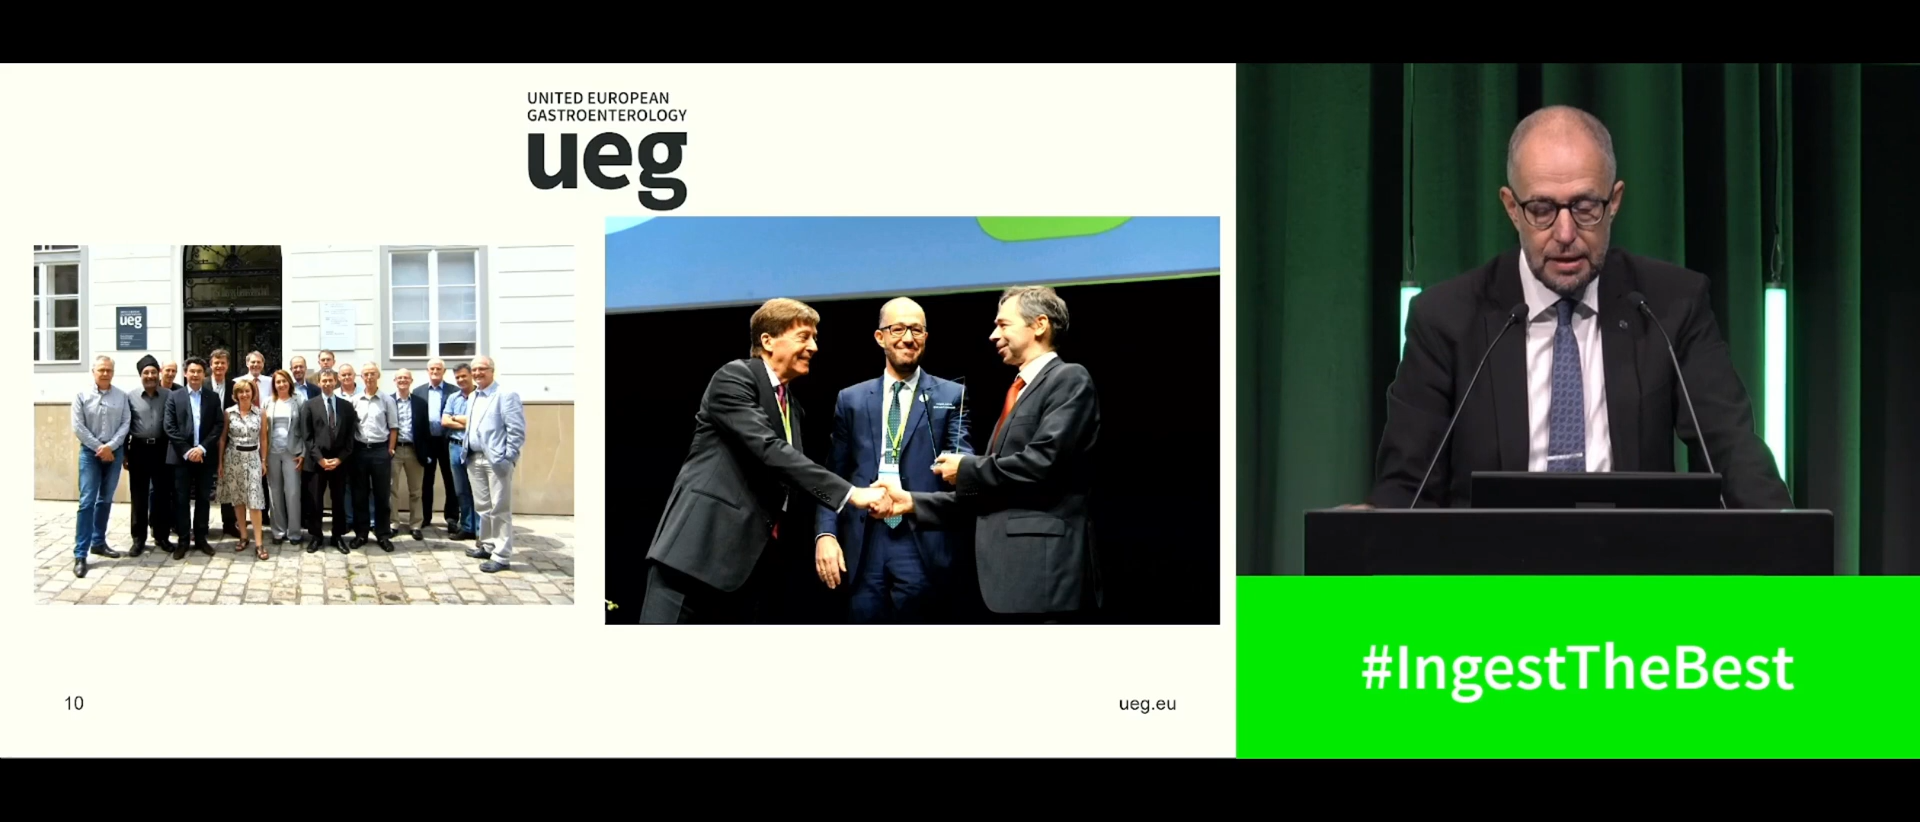 UNITED EUROPEAN
GASTROENTEROLOGY
ueg
ueg
10
ueg.eu
#IngestTheBest